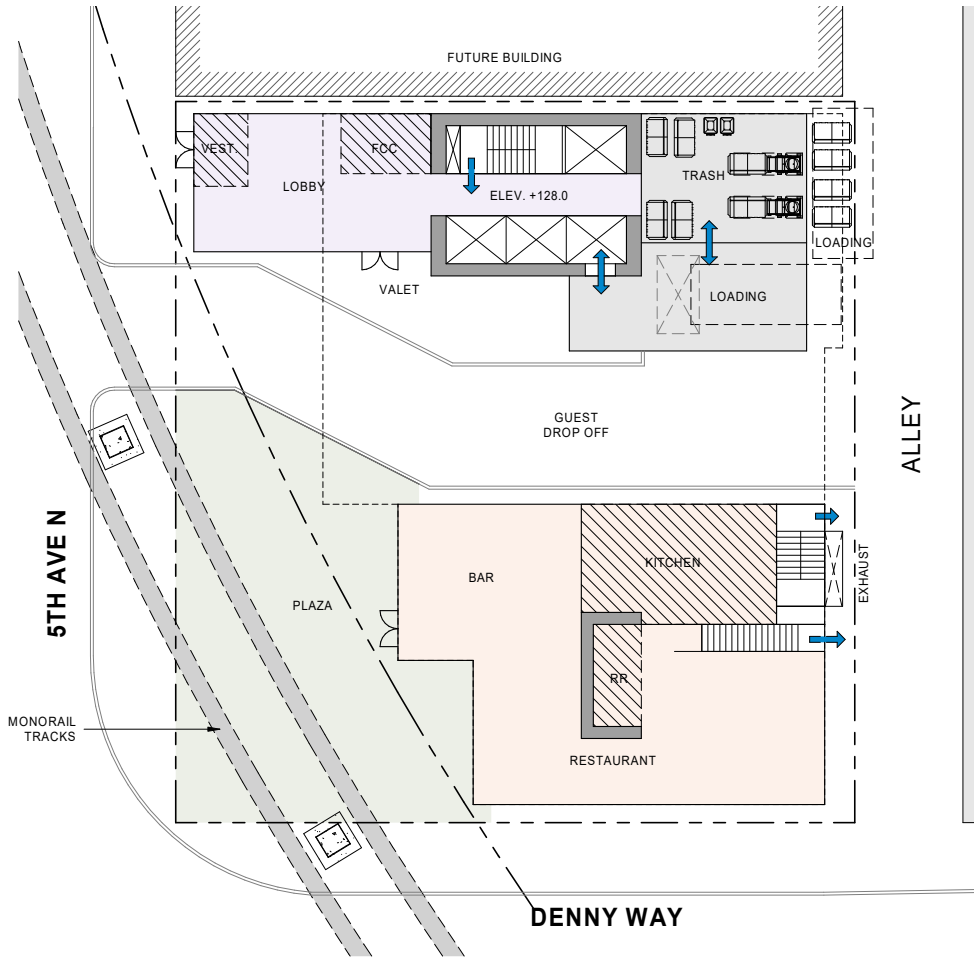 FUTURE BUILDING
VEST.
FCC
LOBBY
ELEV. +128.0
TRASH
LOADING
VALET
LOADING
GUEST
DROP OFF
ALLEY
5TH AVE N
BAR
KITCHEN
EXHAUST
PLAZA
RR
MONORAIL
TRACKS
RESTAURANT
DENNY WAY